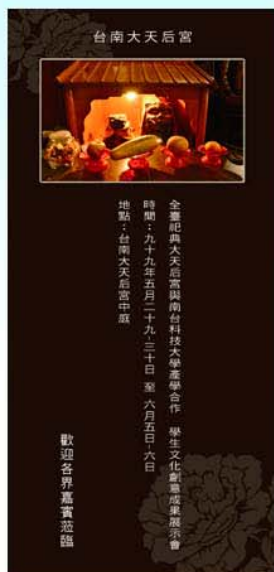 台南大天后宮
全臺祀典大天后宮與南台科技大學產學合作 學生文化創意成果展示會
時間：九十九年五月二十九~三十日 至 六月五日~六日
地點：台南大天后宮中庭
歡迎各界嘉賓蒞臨